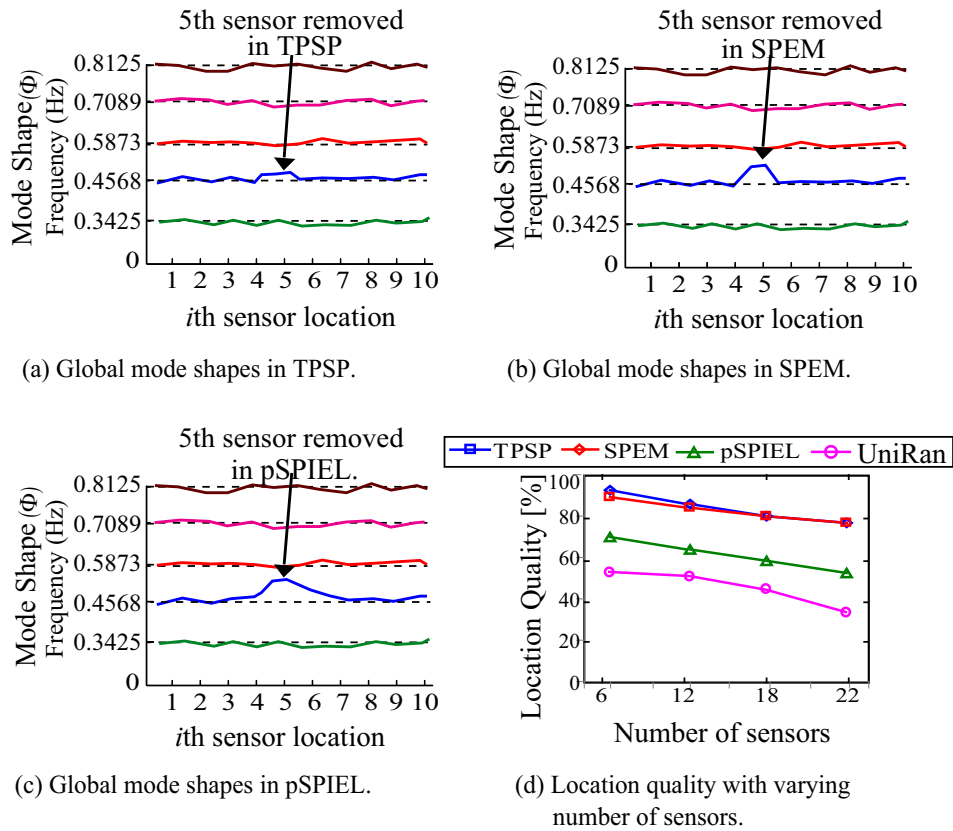 5th sensor removed
in TPSP
Mode Shape (Φ)
Frequency (Hz)
0.8125
0.7089
0.5873
0.4568
0.3425
0
1 2 3 4 5 6 7 8 9 10
ith sensor location
(a) Global mode shapes in TPSP.
5th sensor removed
in SPEM
Mode Shape (Φ)
Frequency (Hz)
0.8125
0.7089
0.5873
0.4568
0.3425
0
1 2 3 4 5 6 7 8 9 10
ith sensor location
(b) Global mode shapes in SPEM.
5th sensor removed
in pSPIEL.
Mode Shape (Φ)
Frequency (Hz)
0.8125
0.7089
0.5873
0.4568
0.3425
0
1 2 3 4 5 6 7 8 9 10
ith sensor location
(c) Global mode shapes in pSPIEL.
TPSP SPEM pSPIEL UniRan
Location Quality [%]
100
80
60
40
20
0
6 12 18 22
Number of sensors
(d) Location quality with varying
number of sensors.